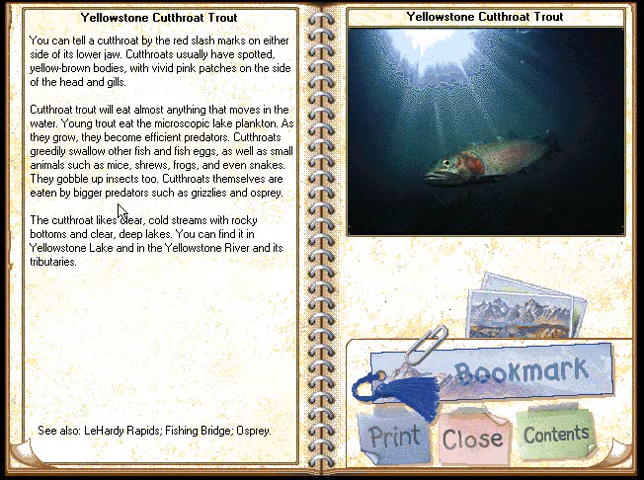 Yellowstone Cutthroat Trout
You can tell a cutthroat by the red slash marks on either
side of its lower jaw. Cutthroats usually have spotted,
yellow-brown bodies, with vivid pink patches on the side
of the head and gills.
Cutthroat trout will eat almost anything that moves in the
water. Young trout eat the microscopic lake plankton. As
they grow, they become efficient predators. Cutthroats
greedily swallow other fish and fish eggs, as well as small
animals such as mice, shrews, frogs, and even snakes.
They gobble up insects too. Cutthroats themselves are
eaten by bigger predators such as grizzlies and osprey.
The cutthroat likes clear, cold streams with rocky
bottoms and clear, deep lakes. You can find it in
Yellowstone Lake and in the Yellowstone River and its
tributaries.
See also: LeHardy Rapids; Fishing Bridge; Osprey.
Yellowstone Cutthroat Trout
Bookmark
Print
Close
Contents